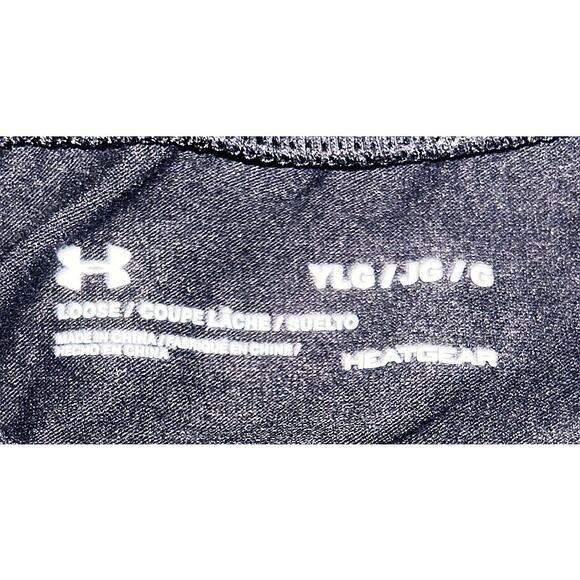 YLG / JG / G
LOOSE / COUPE LÂCHE / SUELTO
MADE IN CHINA / FABRIQUÉ EN CHINE /
HECHO EN CHINA
HEATGEAR